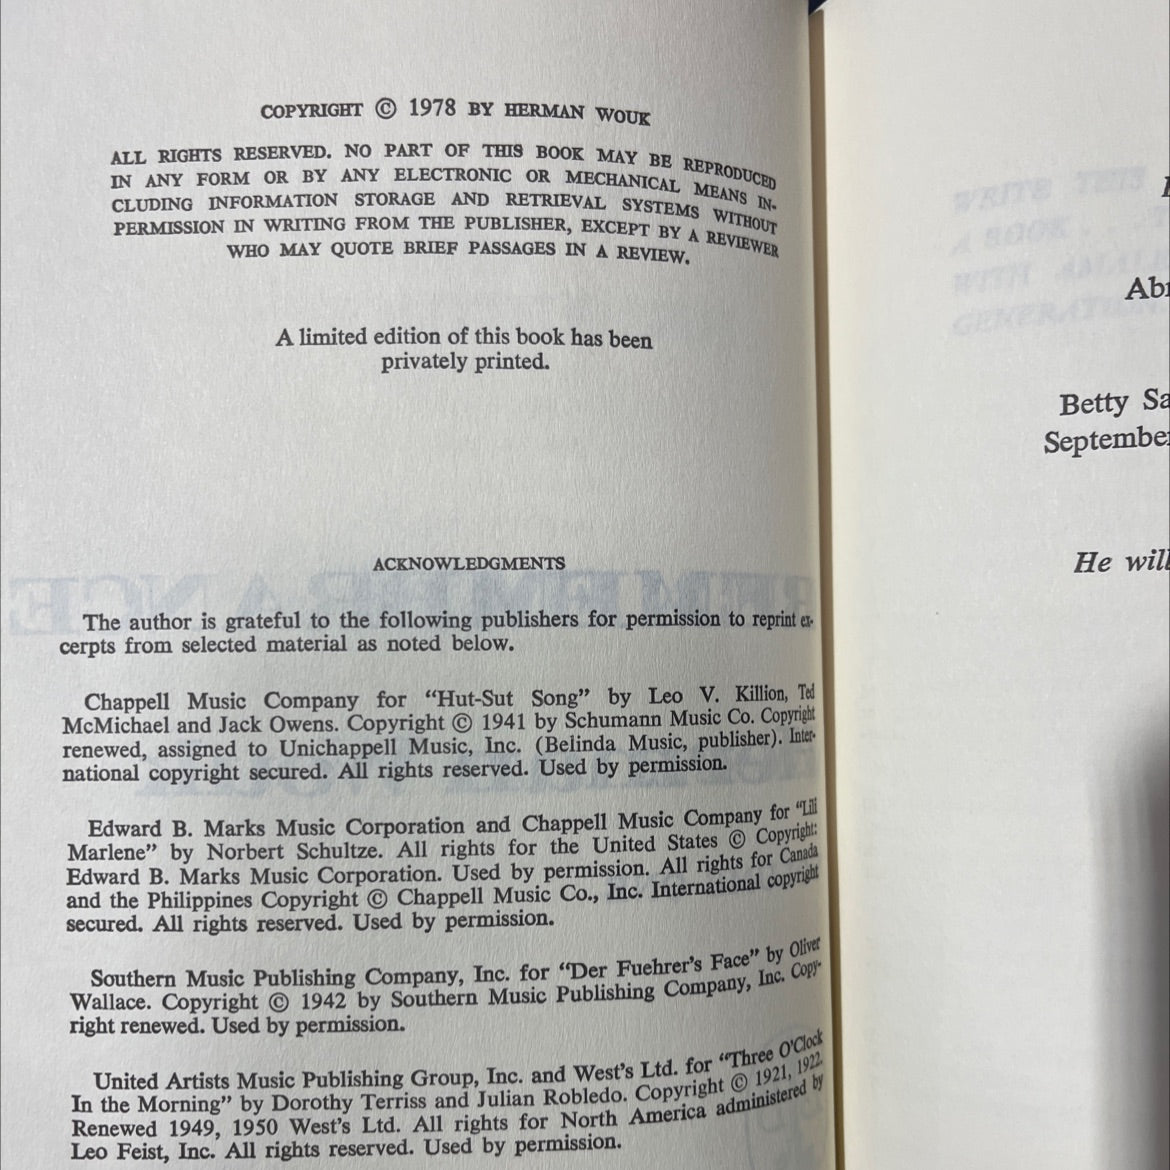 COPYRIGHT © 1978 BY HERMAN WOUK
ALL RIGHTS RESERVED. NO PART OF THIS BOOK MAY BE REPRODUCED
IN ANY FORM OR BY ANY ELECTRONIC OR MECHANICAL MEANS IN-
CLUDING INFORMATION STORAGE AND RETRIEVAL SYSTEMS WITHOUT
PERMISSION IN WRITING FROM THE PUBLISHER, EXCEPT BY A REVIEWER
WHO MAY QUOTE BRIEF PASSAGES IN A REVIEW.
A limited edition of this book has been
privately printed.
ACKNOWLEDGMENTS
The author is grateful to the following publishers for permission to reprint ex-
cerpts from selected material as noted below.
Chappell Music Company for “Hut-Sut Song” by Leo V. Killion, Ted
McMichael and Jack Owens. Copyright © 1941 by Schumann Music Co. Copyright
renewed, assigned to Unichappell Music, Inc. (Belinda Music, publisher). Inter-
national copyright secured. All rights reserved. Used by permission.
Edward B. Marks Music Corporation and Chappell Music Company for “Lili
Marlene” by Norbert Schultze. All rights for the United States © Copyright:
Edward B. Marks Music Corporation. Used by permission. All rights for Canada
and the Philippines Copyright © Chappell Music Co., Inc. International copyright
secured. All rights reserved. Used by permission.
Southern Music Publishing Company, Inc. for “Der Fuehrer’s Face” by Oliver
Wallace. Copyright © 1942 by Southern Music Publishing Company, Inc. Copy-
right renewed. Used by permission.
United Artists Music Publishing Group, Inc. and West’s Ltd. for “Three O’Clock
In the Morning” by Dorothy Terriss and Julian Robledo. Copyright © 1921, 1922.
Renewed 1949, 1950 West’s Ltd. All rights for North America administered by
Leo Feist, Inc. All rights reserved. Used by permission.
Betty
September
He will